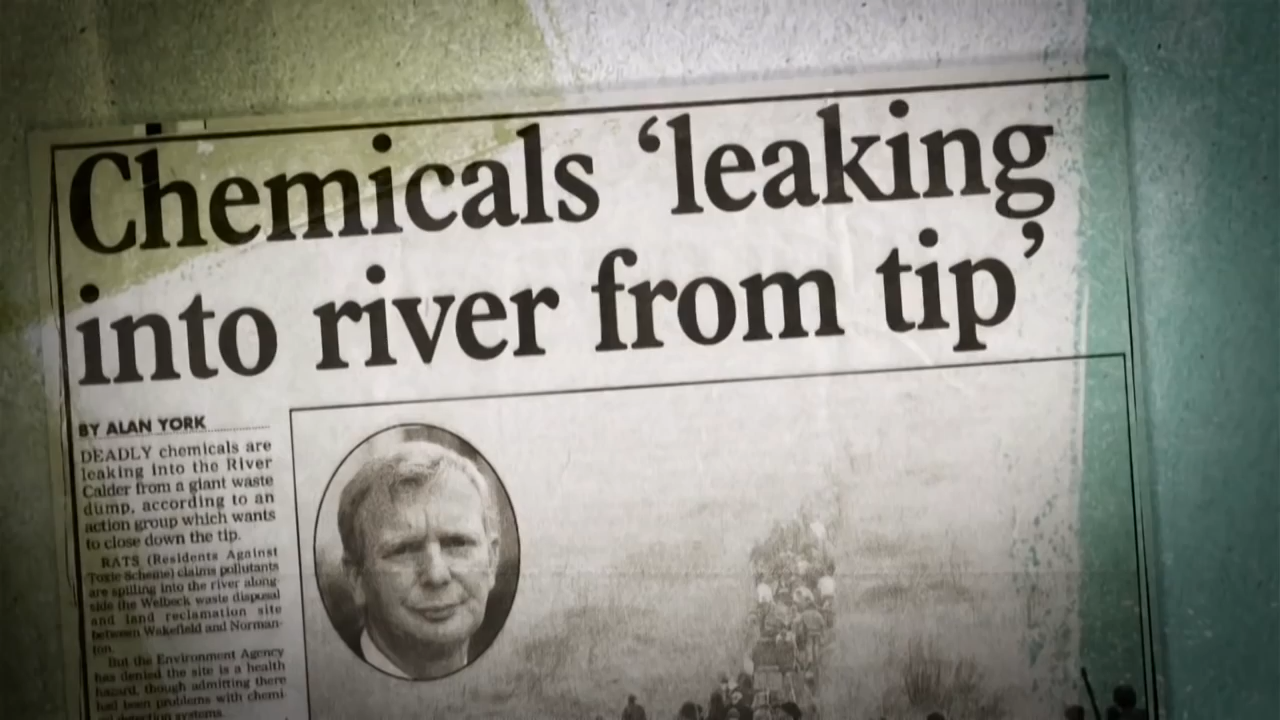 Chemicals ‘leaking
into river from tip’
BY ALAN YORK
DEADLY chemicals are
leaking into the River
Calder from a giant waste
dump, according to an
action group which wants
to close down the tip.
RATS (Residents Against
Toxic Scheme) claims pollutants
are spilling into the river along-
side the Welbeck waste disposal
and land reclamation site
between Wakefield and Norman-
ton.
But the Environment Agency
has denied the site is a health
hazard, though admitting there
had been problems with chemi-
detection systems.